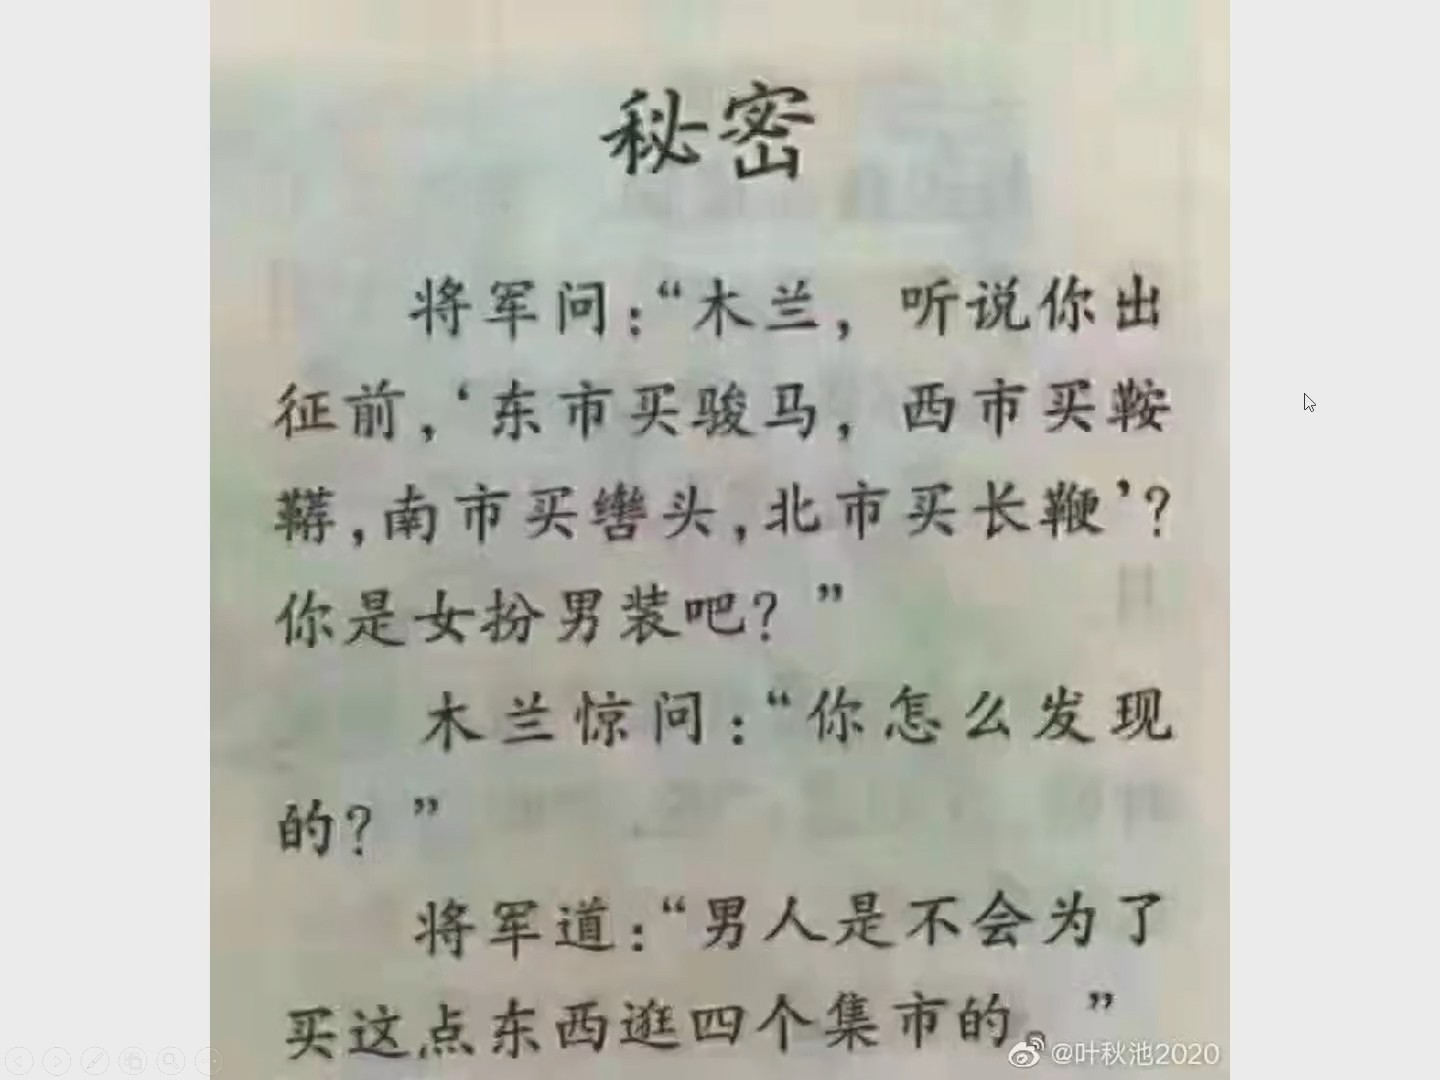 秘密
将军问：“木兰，听说你出
征前，‘东市买骏马，西市买鞍
鞯，南市买辔头，北市买长鞭’？
你是女扮男装吧？”
木兰惊问：“你怎么发现
的？”
将军道：“男人是不会为了
买这点东西逛四个集市的。”
@叶秋池2020